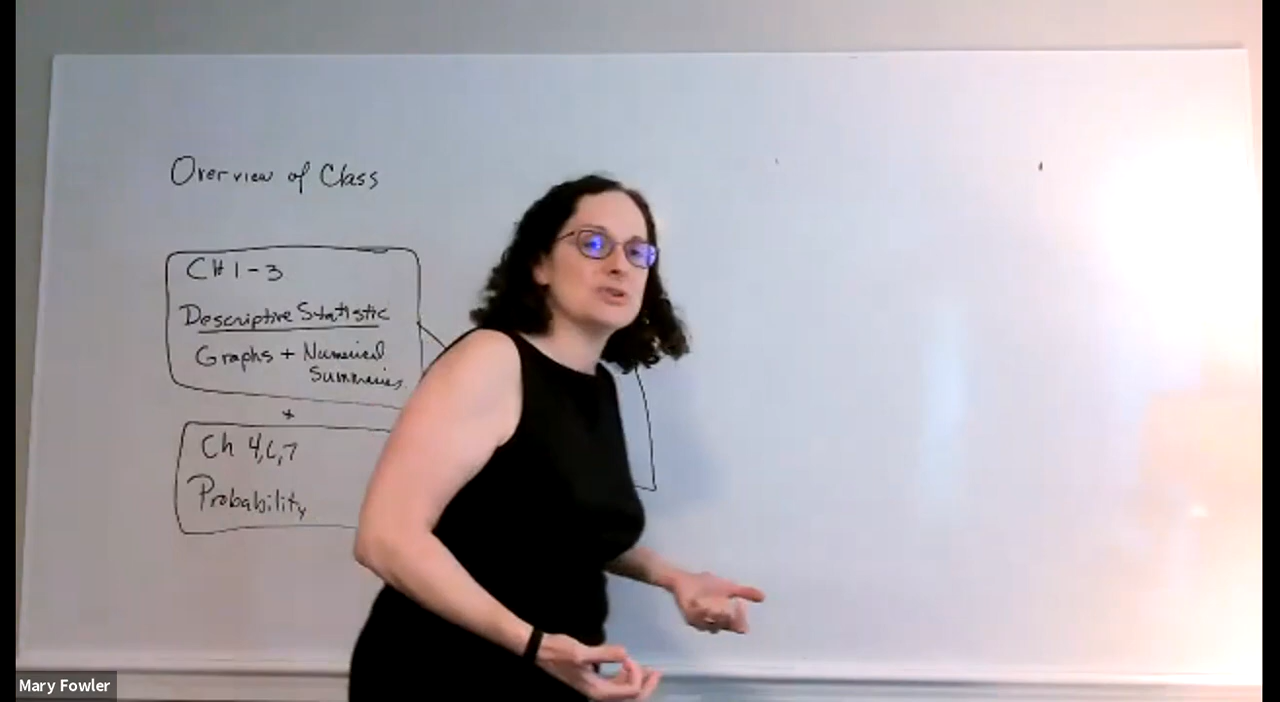 Overview of Class
CH 1-3
Descriptive Statistic
Graphs + Numerical
Summaries.
+
Ch 4,6,7
Probability
Mary Fowler